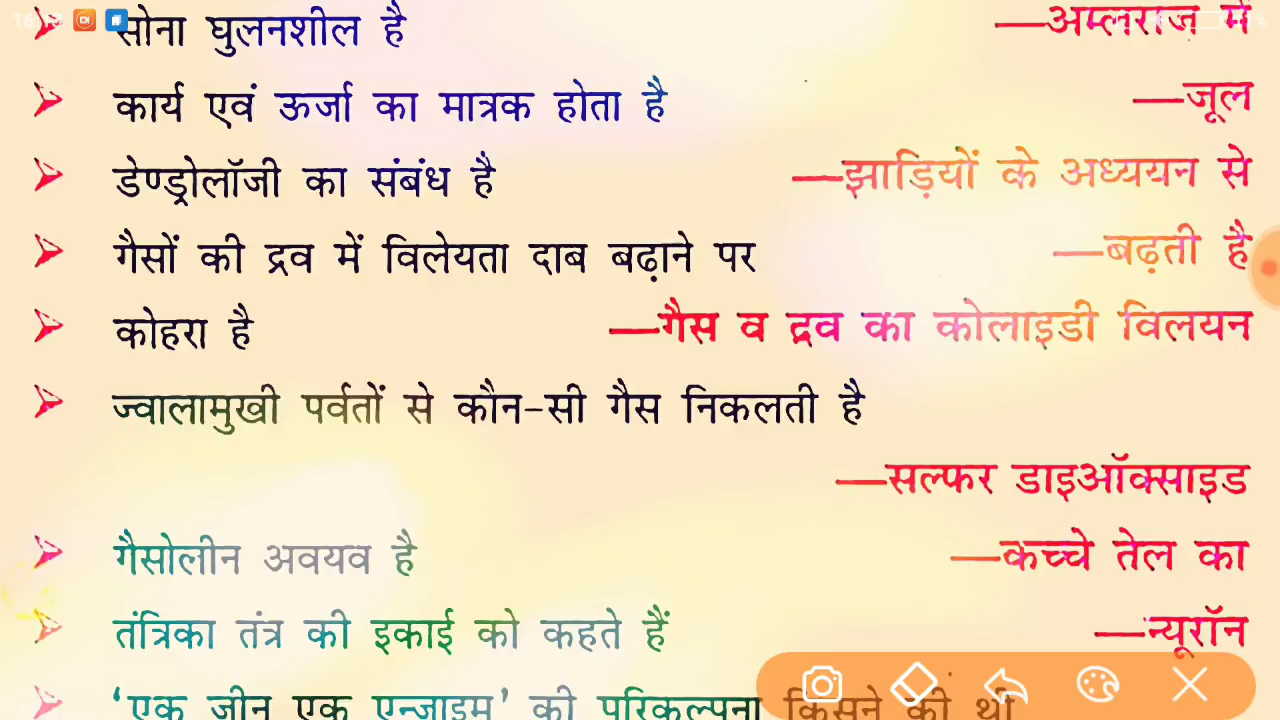 सोना घुलनशील है —अम्लराज में
कार्य एवं ऊर्जा का मात्रक होता है —जूल
डेण्ड्रोलॉजी का संबंध है —झाड़ियों के अध्ययन से
गैसों की द्रव में विलेयता दाब बढ़ाने पर —बढ़ती है
कोहरा है —गैस व द्रव का कोलाइडी विलयन
ज्वालामुखी पर्वतों से कौन-सी गैस निकलती है
—सल्फर डाइऑक्साइड
गैसोलीन अवयव है —कच्चे तेल का
तंत्रिका तंत्र की इकाई को कहते हैं —न्यूरॉन
‘एक जीन एक एन्जाइम’ की परिकल्पना किसने की थी